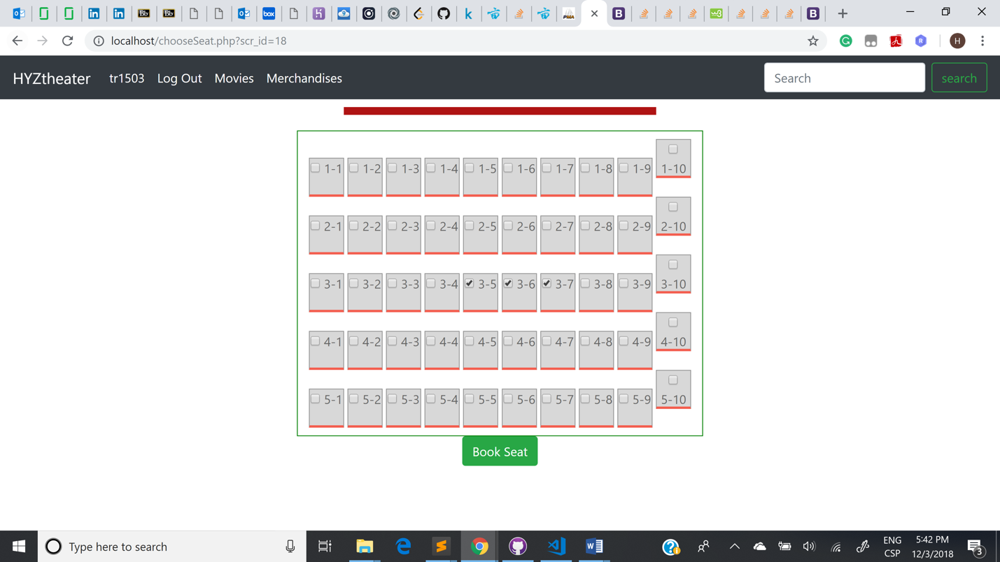 Bb Bb box k PMA B w3 B
localhost/chooseSeat.php?scr_id=18
R H
HYZtheater tr1503 Log Out Movies Merchandises Search search
1-1 1-2 1-3 1-4 1-5 1-6 1-7 1-8 1-9 1-10
2-1 2-2 2-3 2-4 2-5 2-6 2-7 2-8 2-9 2-10
3-1 3-2 3-3 3-4 3-5 3-6 3-7 3-8 3-9 3-10
4-1 4-2 4-3 4-4 4-5 4-6 4-7 4-8 4-9 4-10
5-1 5-2 5-3 5-4 5-5 5-6 5-7 5-8 5-9 5-10
Book Seat
Type here to search
ENG 5:42 PM
CSP 12/3/2018
3